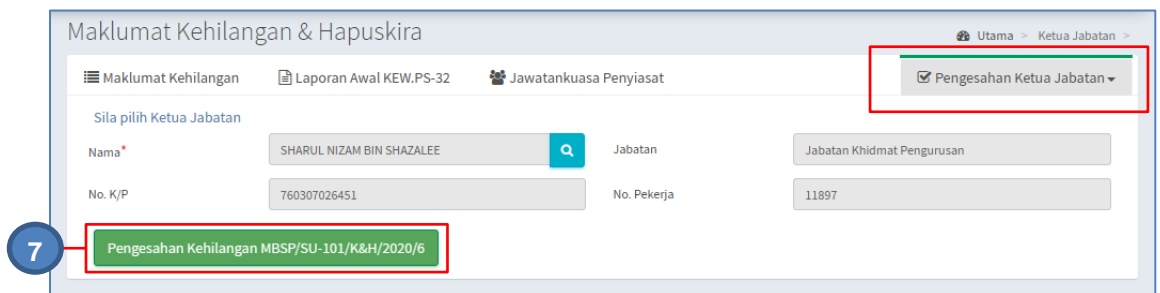 Maklumat Kehilangan & Hapuskira
Utama > Ketua Jabatan >
Maklumat Kehilangan Laporan Awal KEW.PS-32 Jawatankuasa Penyiasat Pengesahan Ketua Jabatan
Sila pilih Ketua Jabatan
Nama* SHARUL NIZAM BIN SHAZALEE Jabatan Jabatan Khidmat Pengurusan
No. K/P 760307026451 No. Pekerja 11897
7 Pengesahan Kehilangan MBSP/SU-101/K&H/2020/6